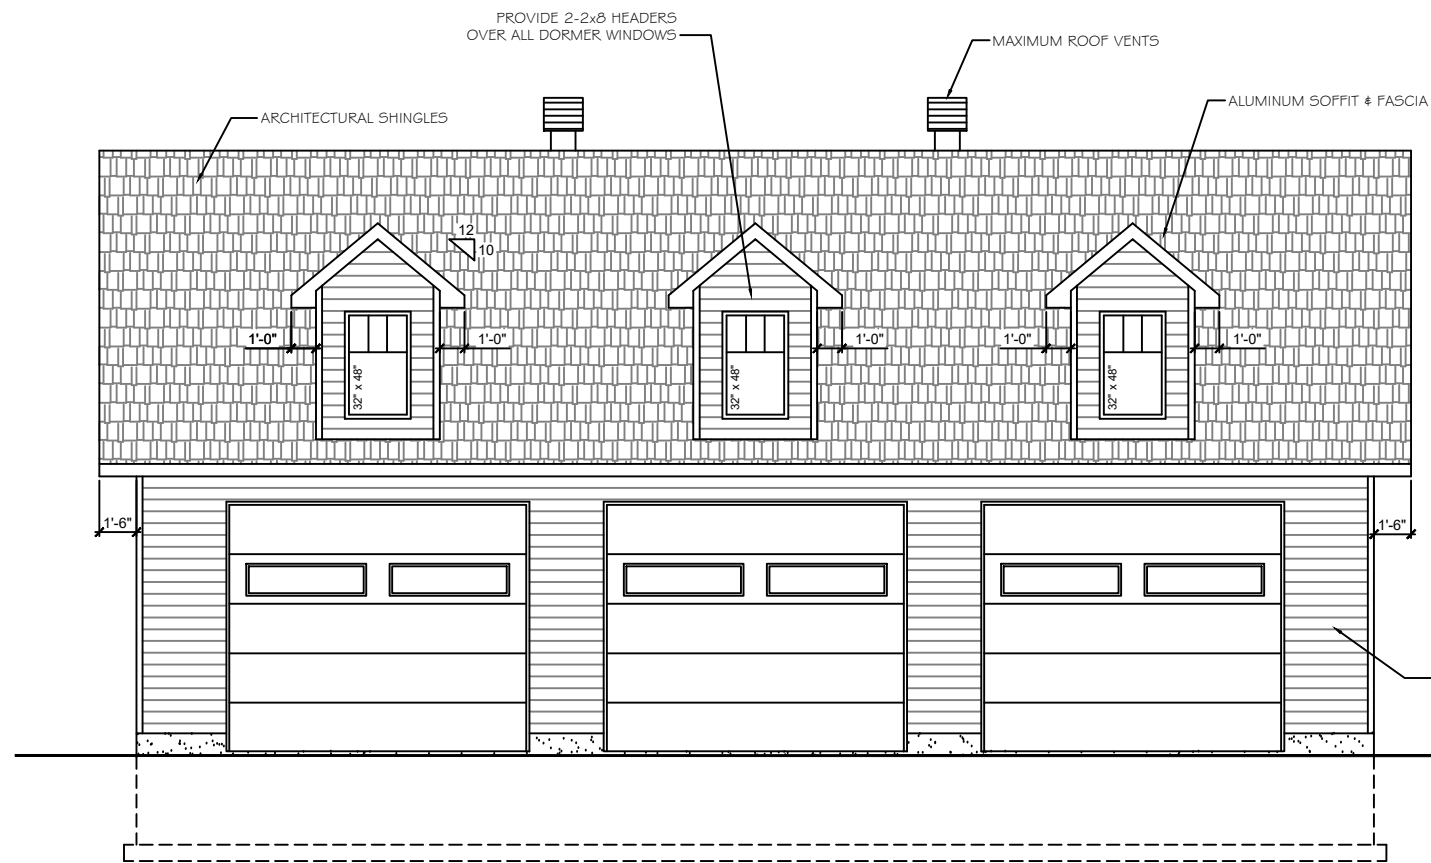 PROVIDE 2-2x8 HEADERS
OVER ALL DORMER WINDOWS
MAXIMUM ROOF VENTS
ARCHITECTURAL SHINGLES
ALUMINUM SOFFIT & FASCIA
12
10
1'-0"
1'-0"
1'-0"
1'-0"
1'-0"
32" x 48"
32" x 48"
32" x 48"
1'-6"
1'-6"